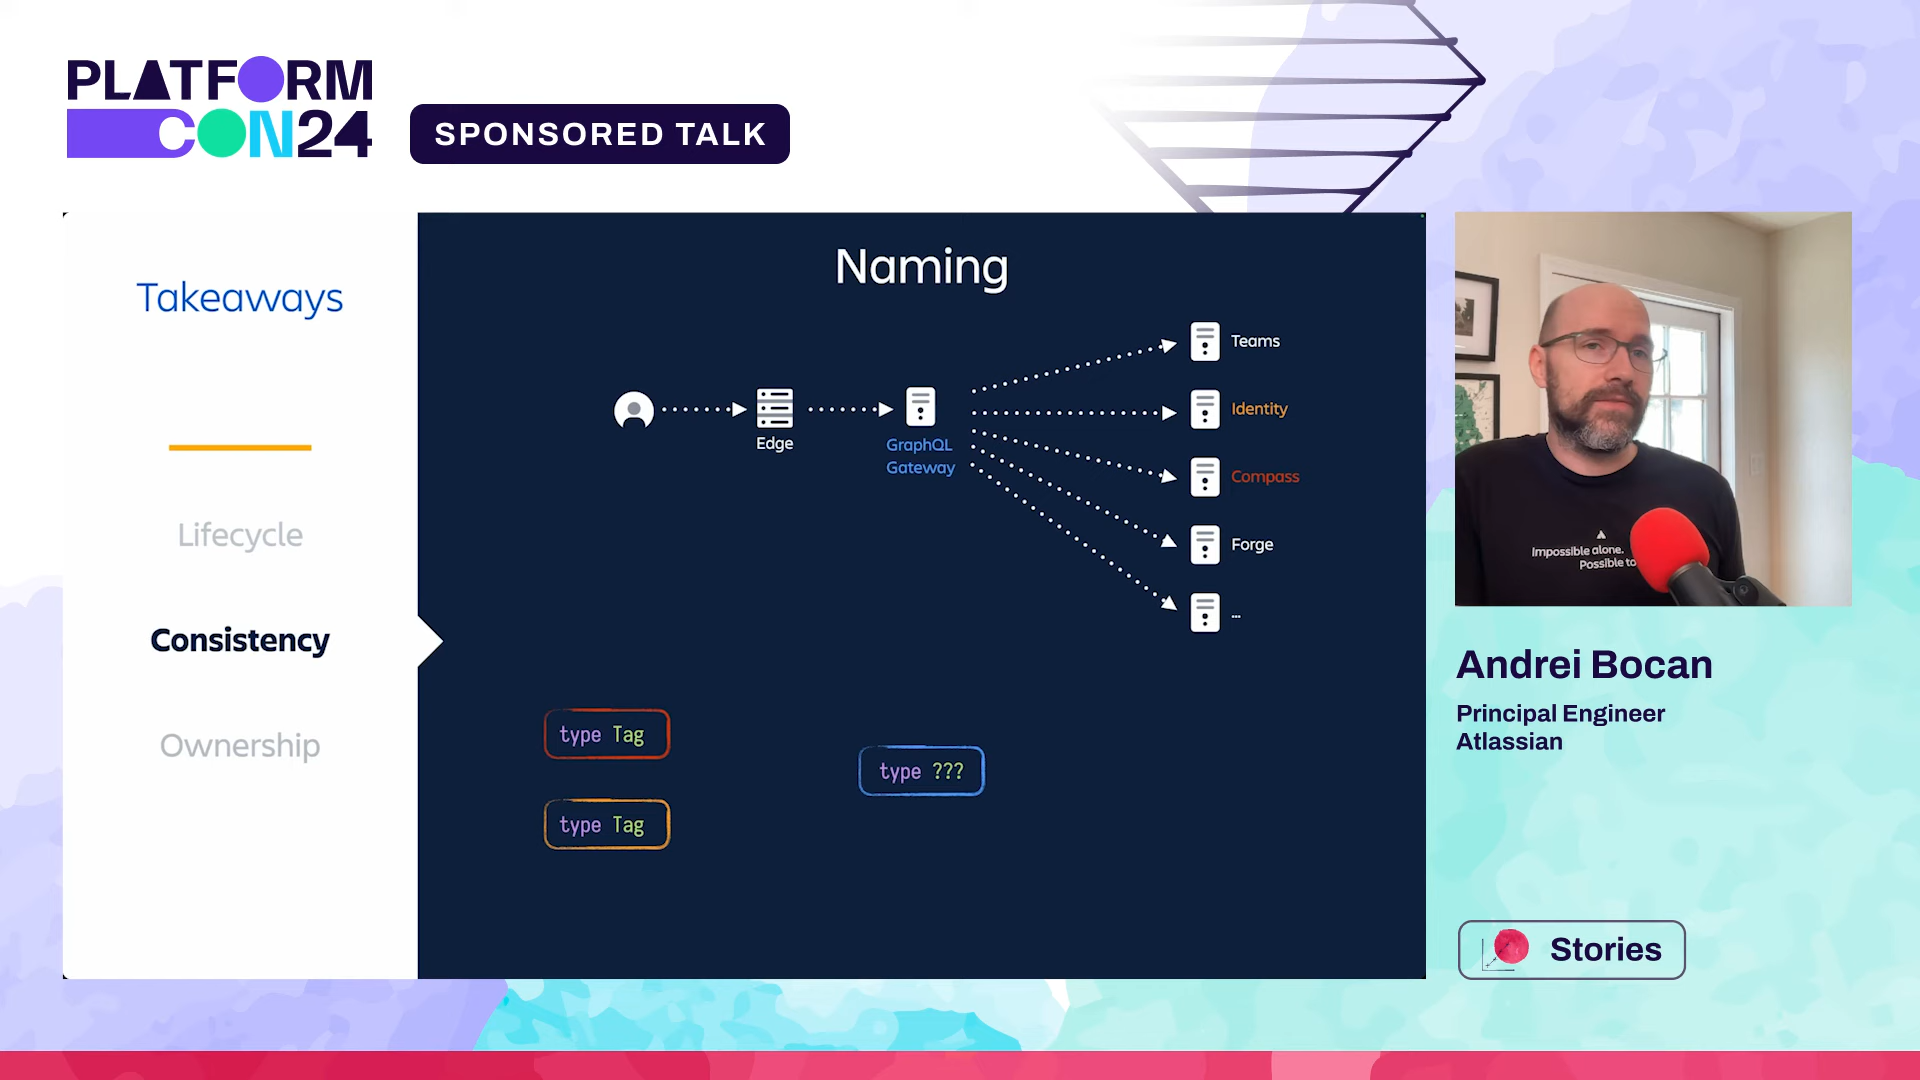 PLATFORM
CON24
SPONSORED TALK
Takeaways
Lifecycle
Consistency
Ownership
Naming
Edge
GraphQL
Gateway
Teams
Identity
Compass
Forge
...
type Tag
type Tag
type ???
Impossible alone.
Possible to
Andrei Bocan
Principal Engineer
Atlassian
Stories